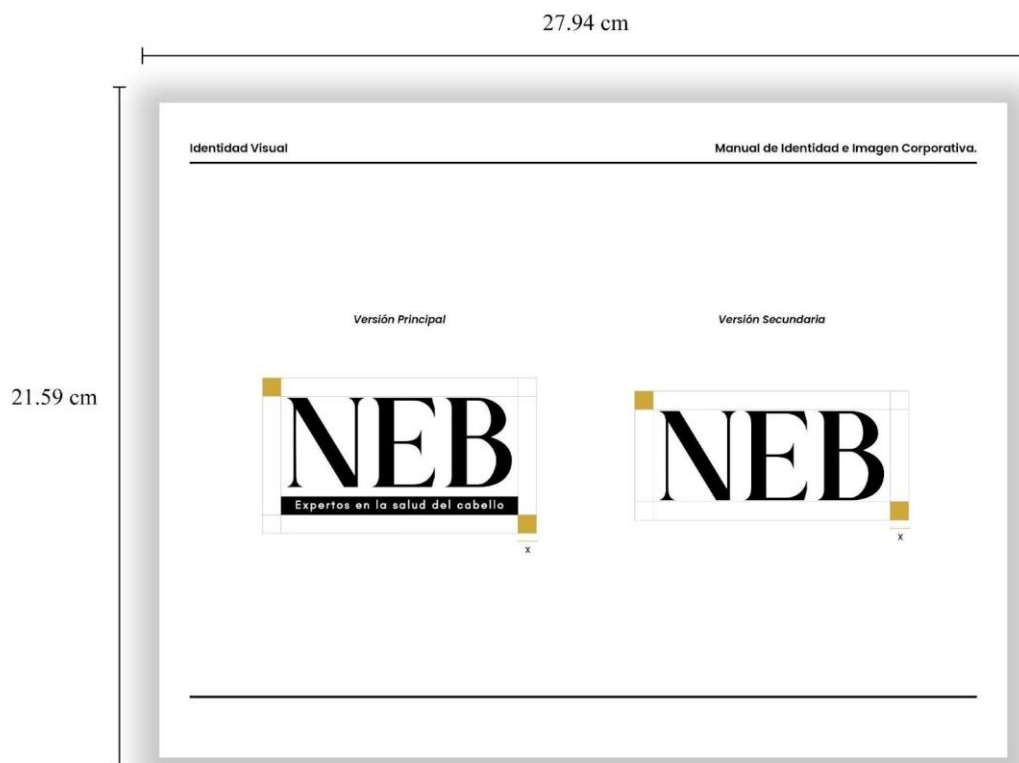 27.94 cm
21.59 cm
Identidad Visual
Manual de Identidad e Imagen Corporativa.
Versión Principal
NEB
Expertos en la salud del cabello
x
Versión Secundaria
NEB
x